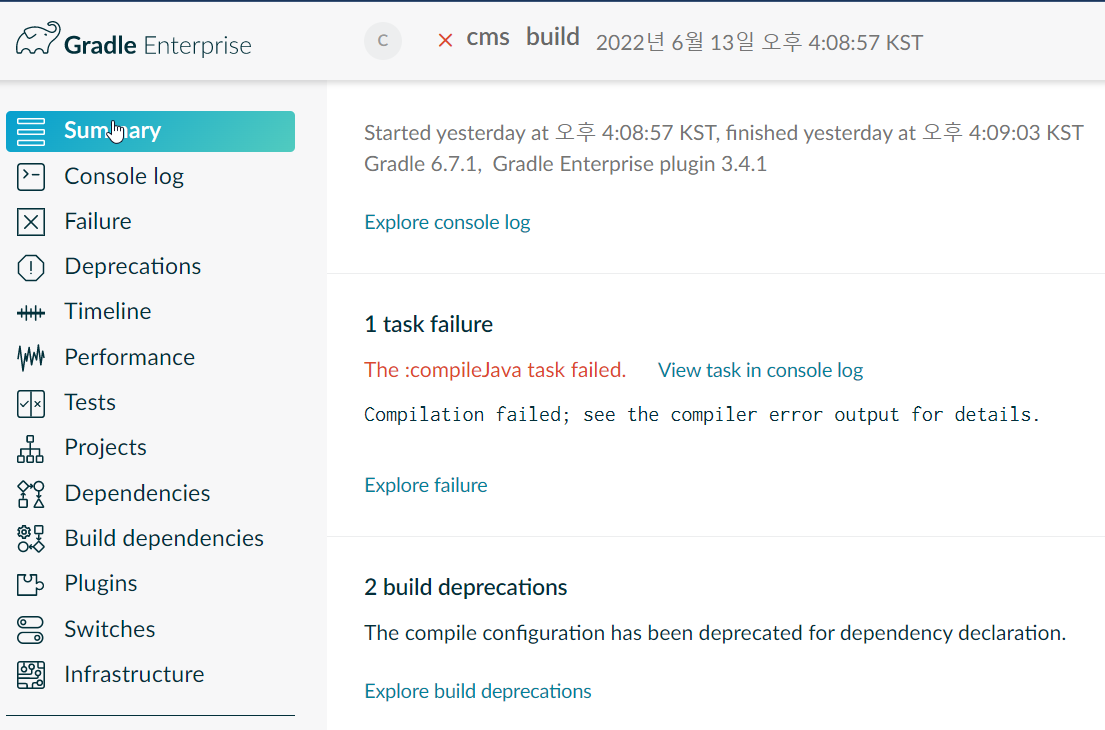 Gradle Enterprise
C
cms build 2022년 6월 13일 오후 4:08:57 KST
Summary
Console log
Failure
Deprecations
Timeline
Performance
Tests
Projects
Dependencies
Build dependencies
Plugins
Switches
Infrastructure
Started yesterday at 오후 4:08:57 KST, finished yesterday at 오후 4:09:03 KST
Gradle 6.7.1, Gradle Enterprise plugin 3.4.1
Explore console log
1 task failure
The :compileJava task failed. View task in console log
Compilation failed; see the compiler error output for details.
Explore failure
2 build deprecations
The compile configuration has been deprecated for dependency declaration.
Explore build deprecations